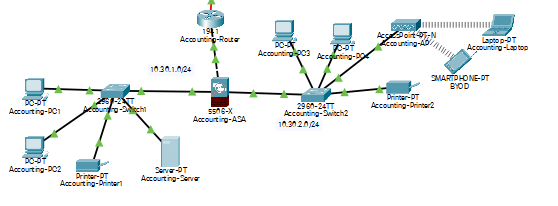 1941
Accounting-Router
PC-PT
Accounting-PC3
PC-PT
Accounting-PC4
AccessPoint-PT-N
Accounting-AP
Laptop-PT
Accounting-Laptop
SMARTPHONE-PT
BYOD
10.30.1.0/24
PC-PT
Accounting-PC1
2960-24TT
Accounting-Switch1
5506-X
Accounting-ASA
2960-24TT
Accounting-Switch2
10.30.2.0/24
Printer-PT
Accounting-Printer2
PC-PT
Accounting-PC2
Printer-PT
Accounting-Printer1
Server-PT
Accounting-Server